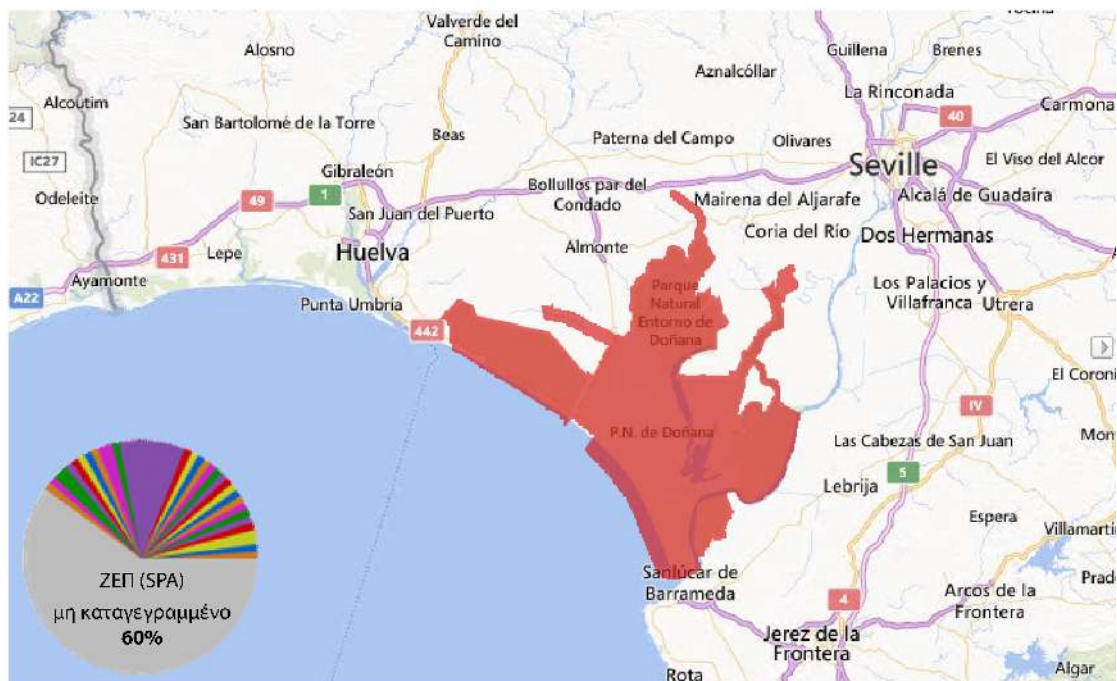 Tocina
Valverde del
Camino
Guillena
Brenes
Alosno
Aznalcóllar
La Rinconada
Alcoutim
Carmona
24
San Bartolomé de la Torre
40
Beas
Paterna del Campo
Olivares
IC27
Seville
El Viso del Alcor
Gibraleón
Odeleite
49
1
Bollullos par del
Condado
Mairena del Aljarafe
Alcalá de Guadaira
San Juan del Puerto
Coria del Río
Dos Hermanas
Huelva
Almonte
Lepe
431
Ayamonte
Parque
Natural
Entorno de
Doñana
Los Palacios y
Villafranca
Utrera
A22
Punta Umbría
442
El Coroni
IV
P.N. de Doñana
Las Cabezas de San Juan
Mon
5
Lebrija
Espera
Villamartín
ΖΕΠ (SPA)
μη καταγεγραμμένο
60%
Sanlúcar de
Barrameda
Prado
Arcos de la
Frontera
4
Jerez de la
Frontera
Rota
Algar